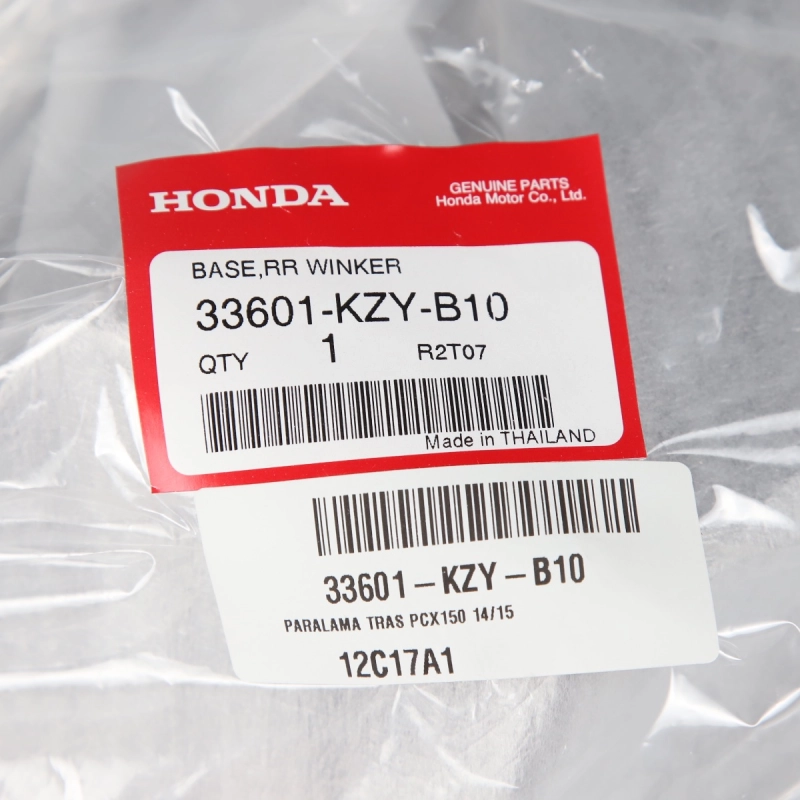 HONDA
GENUINE PARTS
Honda Motor Co., Ltd.
BASE,RR WINKER
33601-KZY-B10
QTY 1 R2T07
Made in THAILAND
33601-KZY-B10
PARALAMA TRAS PCX150 14/15
12C17A1